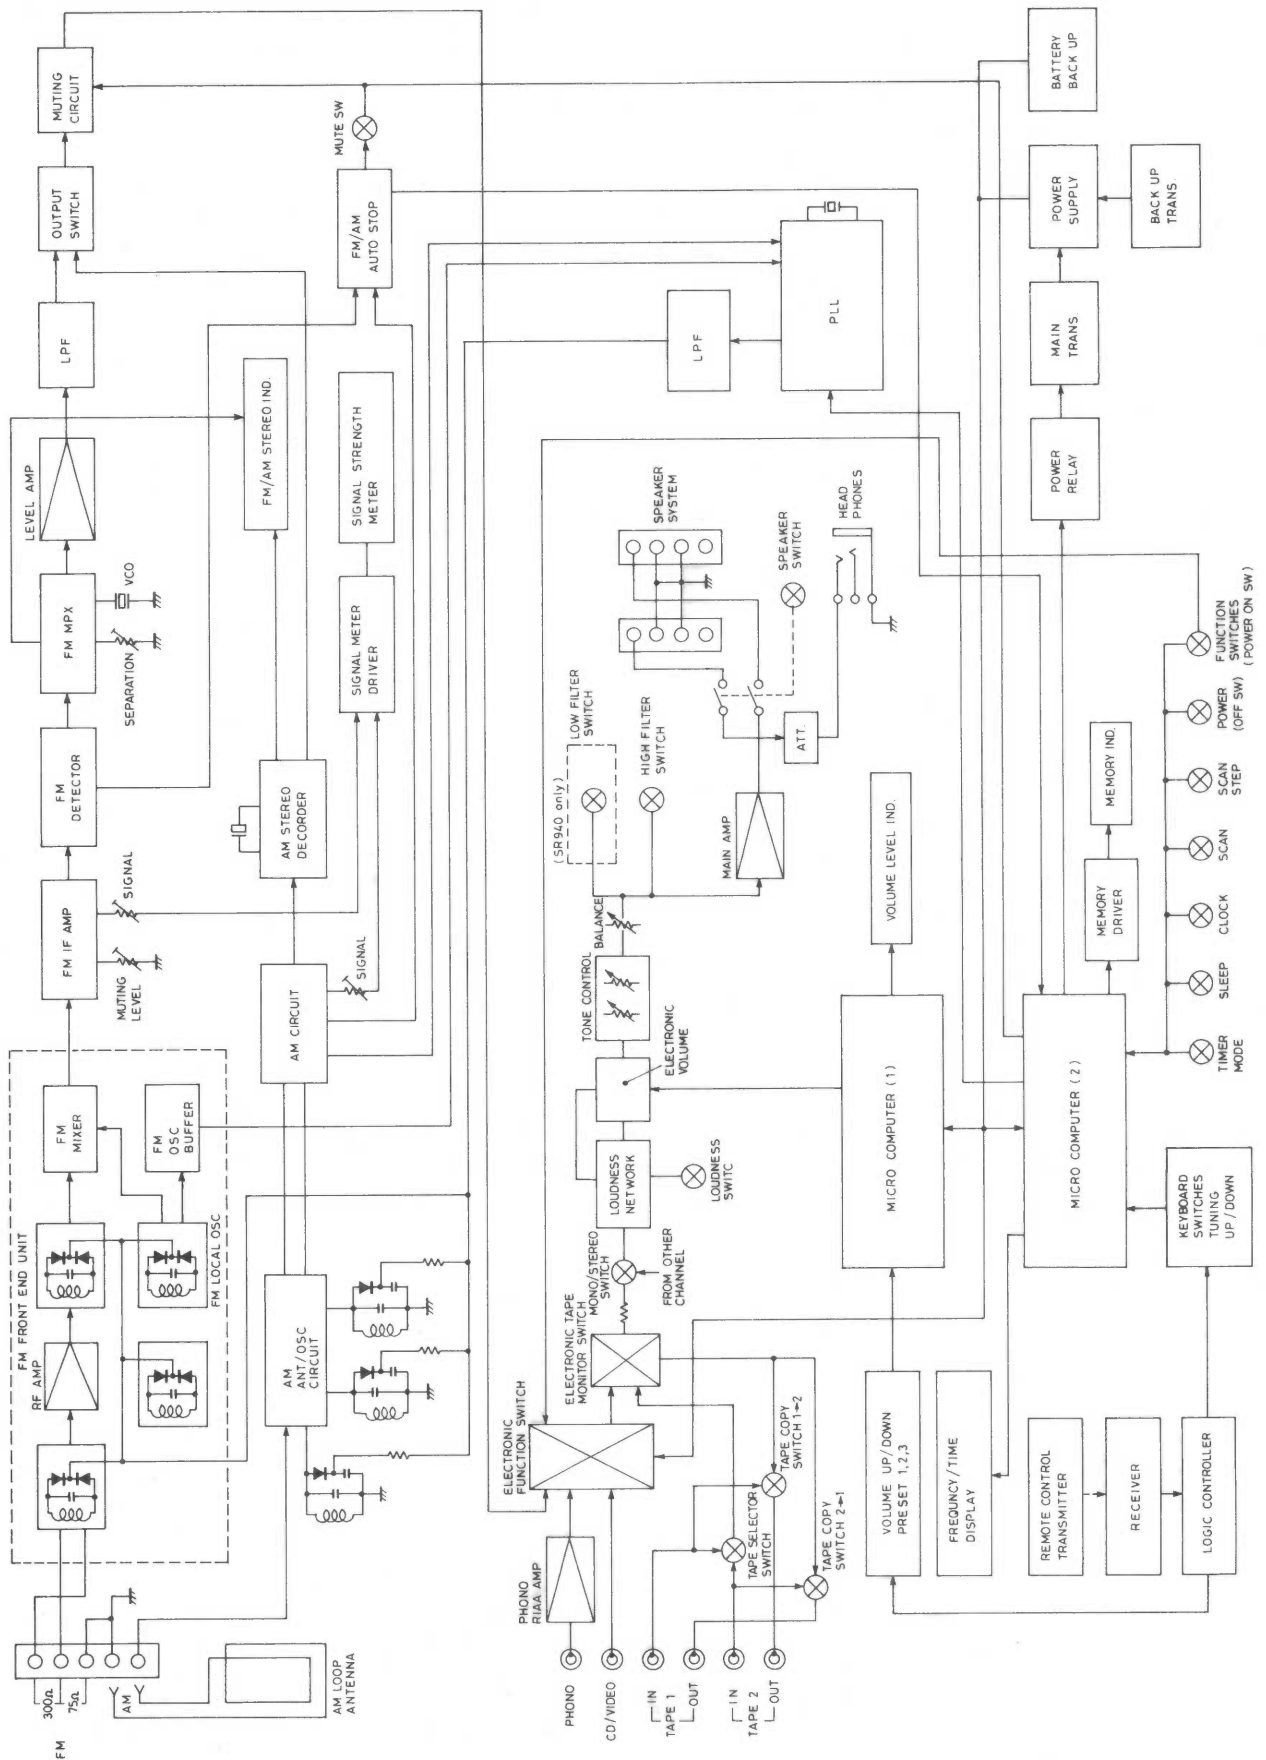 FM
300Ω
75Ω
AM
AM LOOP
ANTENNA
FM FRONT END UNIT
RF AMP
FM
MIXER
FM
OSC
BUFFER
FM LOCAL OSC
FM IF AMP
MUTING
LEVEL
SIGNAL
FM
DETECTOR
FM MPX
SEPARATION
VCO
LEVEL AMP
LPF
OUTPUT
SWITCH
MUTING
CIRCUIT
AM
ANT/OSC
CIRCUIT
AM CIRCUIT
SIGNAL
AM STEREO
DECORDER
FM/AM STEREO IND.
SIGNAL METER
DRIVER
SIGNAL STRENGTH
METER
FM/AM
AUTO STOP
MUTE SW
PHONO
CD/VIDEO
IN
TAPE 1
OUT
IN
TAPE 2
OUT
PHONO
RIAA AMP
ELECTRONIC
FUNCTION SWITCH
TAPE SELECTOR
SWITCH
TAPE COPY
SWITCH 1→2
TAPE COPY
SWITCH 2→1
ELECTRONIC TAPE
MONITOR SWITCH
MONO/STEREO
SWITCH
FROM OTHER
CHANNEL
LOUDNESS
NETWORK
LOUDNESS
SWITC
ELECTRONIC
VOLUME
TONE CONTROL
BALANCE
(SR940 only)
LOW FILTER
SWITCH
HIGH FILTER
SWITCH
MAIN AMP
ATT.
SPEAKER
SYSTEM
SPEAKER
SWITCH
HEAD
PHONES
LPF
PLL
VOLUME UP/DOWN
PRESET 1,2,3
MICRO COMPUTER (1)
VOLUME LEVEL IND.
FREQUNCY/TIME
DISPLAY
REMOTE CONTROL
TRANSMITTER
RECEIVER
LOGIC CONTROLLER
KEYBOARD
SWITCHES
TUNING
UP/DOWN
MICRO COMPUTER (2)
MEMORY
DRIVER
MEMORY IND.
POWER
RELAY
MAIN
TRANS
POWER
SUPPLY
BACK UP
TRANS.
BATTERY
BACK UP
TIMER
MODE
SLEEP
CLOCK
SCAN
SCAN
STEP
POWER
(OFF SW)
FUNCTION
SWITCHES
(POWER ON SW)